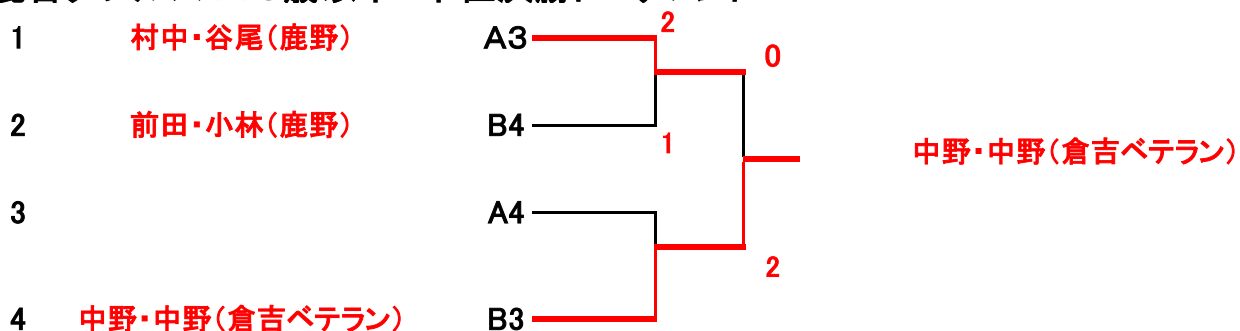 1 村中・谷尾(鹿野) A3 2
0
2 前田・小林(鹿野) B4 1
中野・中野(倉吉ベテラン)
3 A4
2
4 中野・中野(倉吉ベテラン) B3